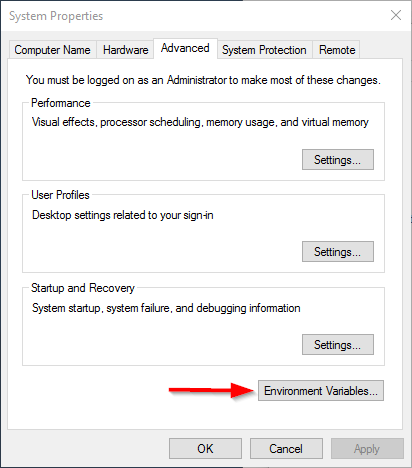 System Properties
Computer Name Hardware Advanced System Protection Remote
You must be logged on as an Administrator to make most of these changes.
Performance
Visual effects, processor scheduling, memory usage, and virtual memory
Settings...
User Profiles
Desktop settings related to your sign-in
Settings...
Startup and Recovery
System startup, system failure, and debugging information
Settings...
Environment Variables...
OK Cancel Apply